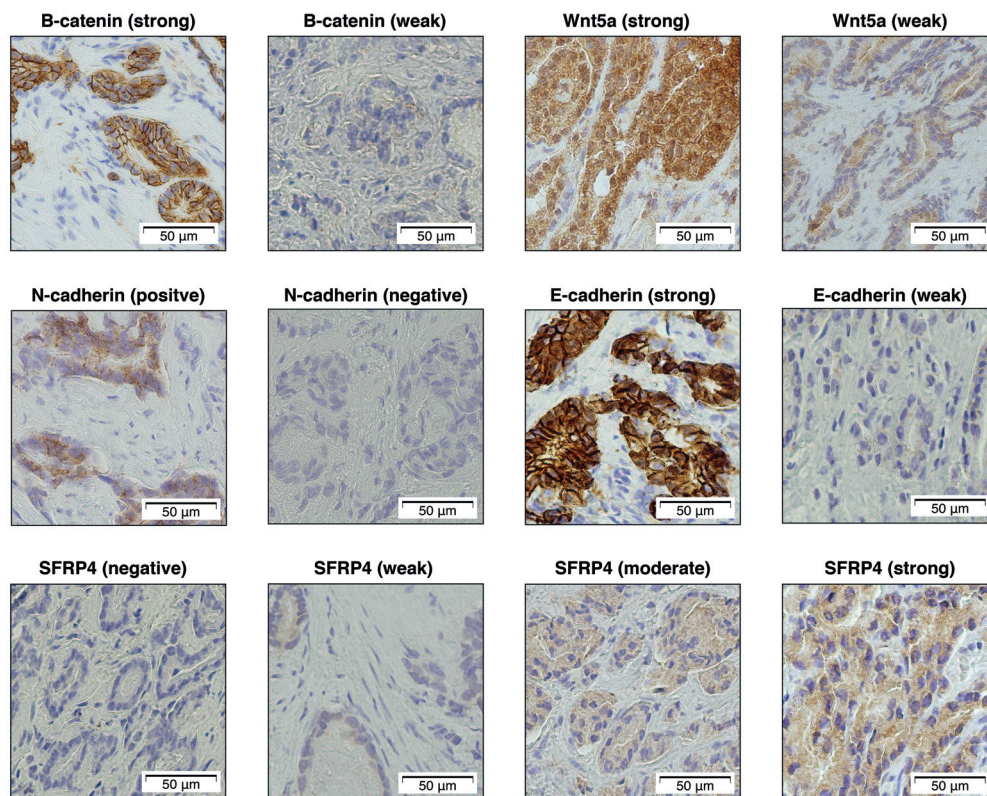 B-catenin (strong)
B-catenin (weak)
Wnt5a (strong)
Wnt5a (weak)
50 µm
50 µm
50 µm
50 µm
N-cadherin (positve)
N-cadherin (negative)
E-cadherin (strong)
E-cadherin (weak)
50 µm
50 µm
50 µm
50 µm
SFRP4 (negative)
SFRP4 (weak)
SFRP4 (moderate)
SFRP4 (strong)
50 µm
50 µm
50 µm
50 µm